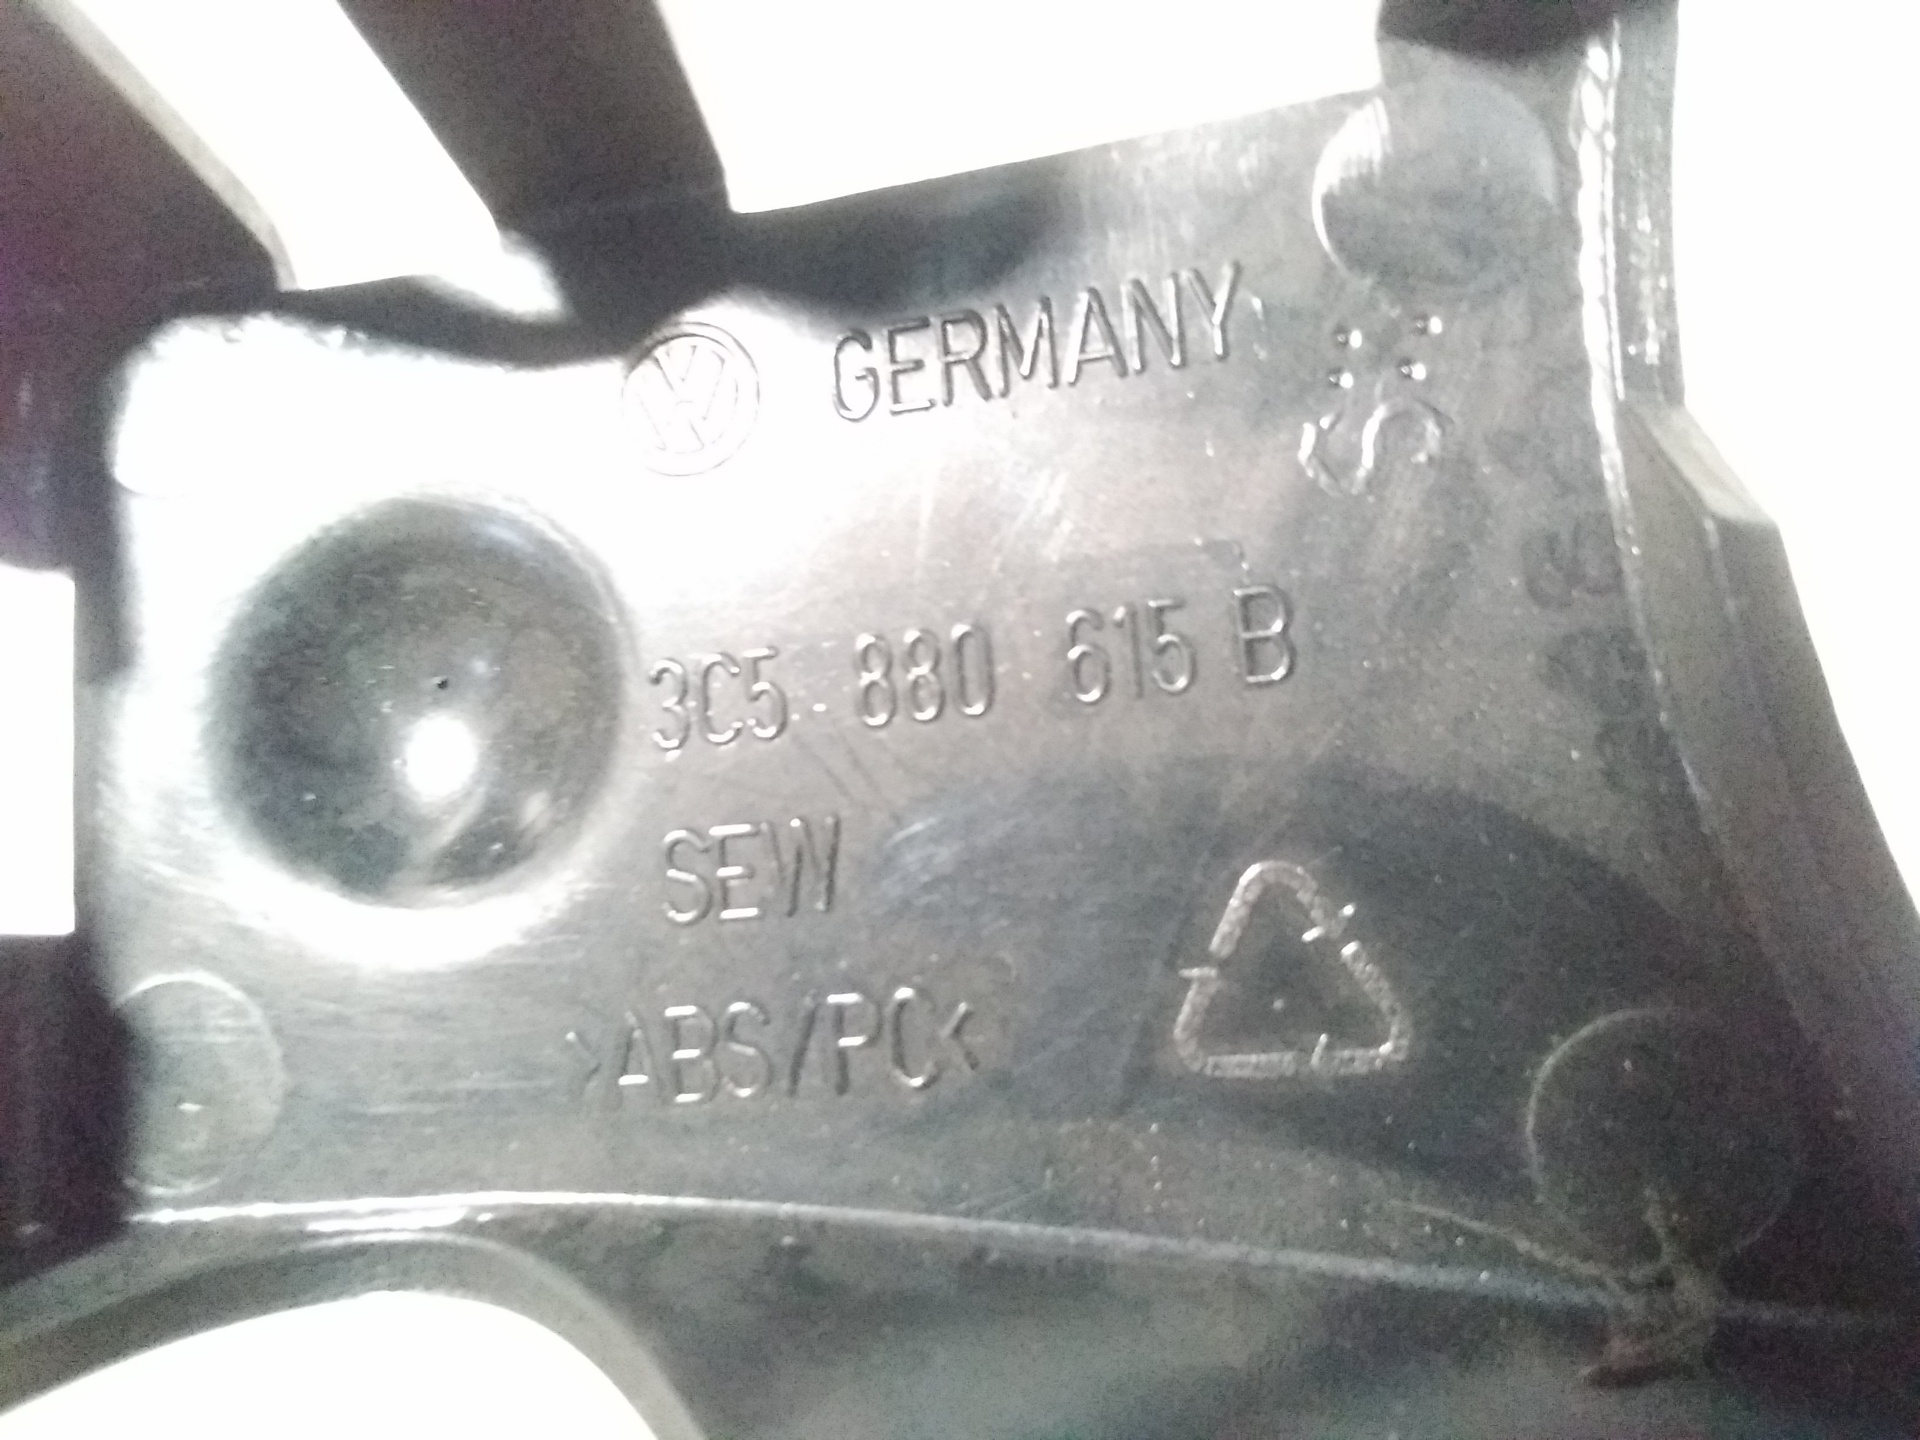 GERMANY
3C5 880 615 B
SEW
>ABS/PC<